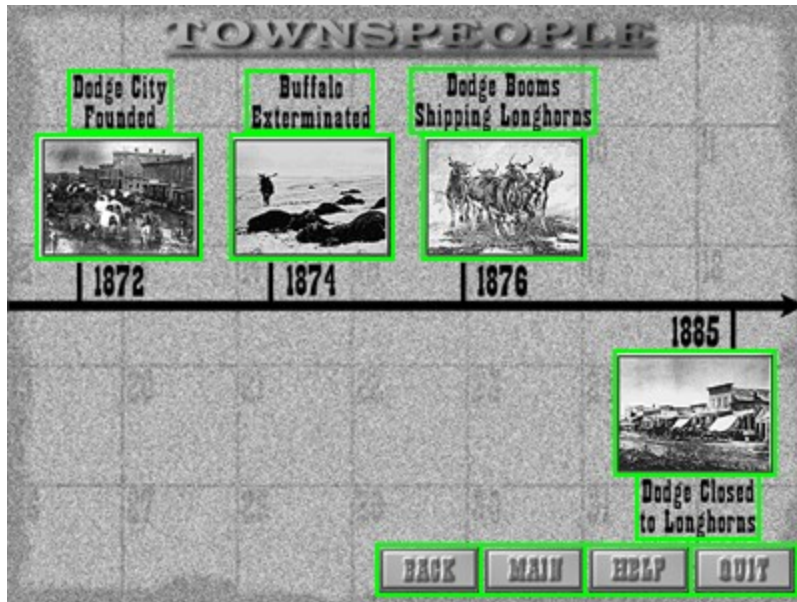 TOWNSPEOPLE
Dodge City
Founded
Buffalo
Exterminated
Dodge Booms
Shipping Longhorns
1872
1874
1876
1885
Dodge Closed
to Longhorns
BACK
MAIN
HELP
QUIT